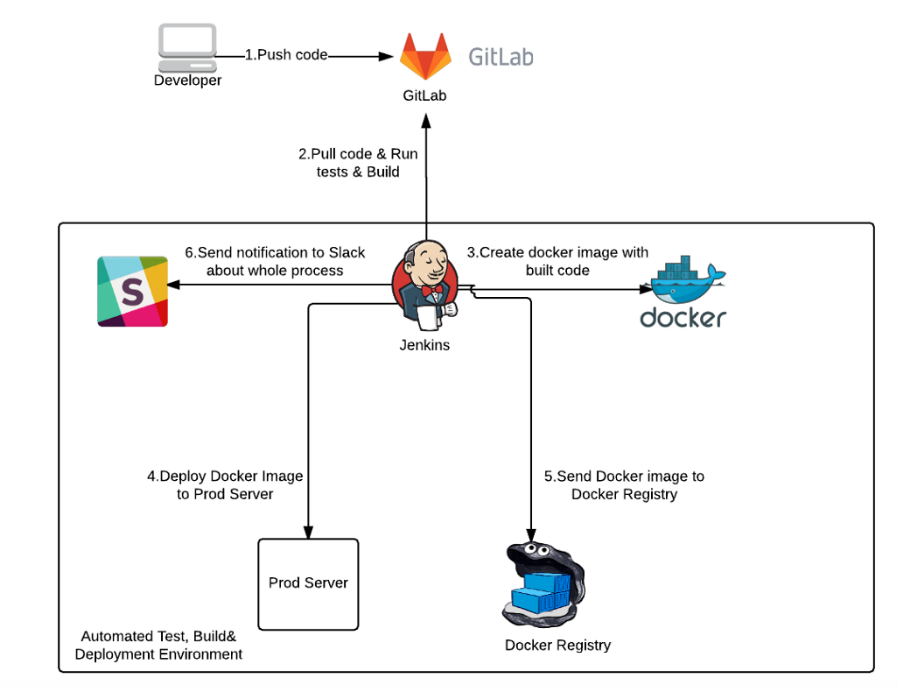 1.Push code
Developer
GitLab
GitLab
2.Pull code & Run
tests & Build
6.Send notification to Slack
about whole process
3.Create docker image with
built code
S
docker
Jenkins
4.Deploy Docker Image
to Prod Server
5.Send Docker image to
Docker Registry
Prod Server
Automated Test, Build&
Deployment Environment
Docker Registry